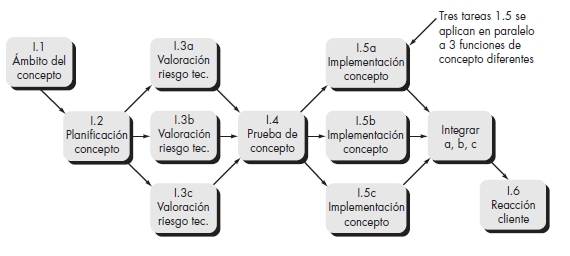 Tres tareas 1.5 se
aplican en paralelo
a 3 funciones de
concepto diferentes
I.1
Ámbito del
concepto
I.3a
Valoración
riesgo tec.
I.5a
Implementación
concepto
I.2
Planificación
concepto
I.3b
Valoración
riesgo tec.
I.4
Prueba de
concepto
I.5b
Implementación
concepto
Integrar
a, b, c
I.3c
Valoración
riesgo tec.
I.5c
Implementación
concepto
I.6
Reacción
cliente